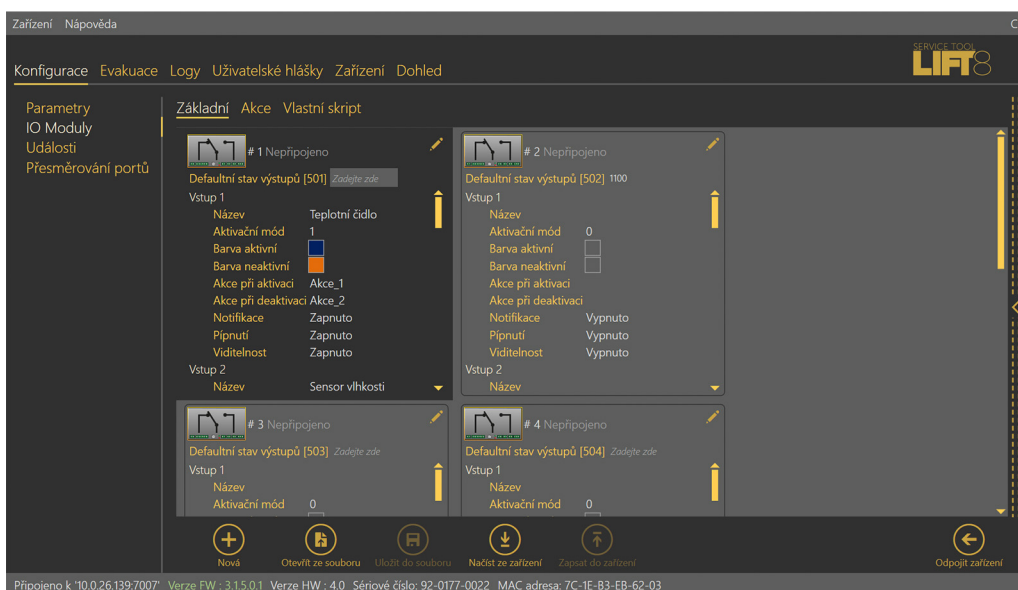 Zařízení Nápověda C
SERVICE TOOL
LIFT8
Konfigurace Evakuace Logy Uživatelské hlášky Zařízení Dohled
Parametry
IO Moduly
Události
Přesměrování portů
Základní Akce Vlastní skript
# 1 Nepřipojeno
Defaultní stav výstupů [501] Zadejte zde
Vstup 1
Název Teplotní čidlo
Aktivační mód 1
Barva aktivní
Barva neaktivní
Akce při aktivaci Akce_1
Akce při deaktivaci Akce_2
Notifikace Zapnuto
Pípnutí Zapnuto
Viditelnost Zapnuto
Vstup 2
Název Sensor vlhkosti
# 2 Nepřipojeno
Defaultní stav výstupů [502] 1100
Vstup 1
Název
Aktivační mód 0
Barva aktivní
Barva neaktivní
Akce při aktivaci
Akce při deaktivaci
Notifikace Vypnuto
Pípnutí Vypnuto
Viditelnost Vypnuto
Vstup 2
Název
# 3 Nepřipojeno
Defaultní stav výstupů [503] Zadejte zde
Vstup 1
Název
Aktivační mód 0
# 4 Nepřipojeno
Defaultní stav výstupů [504] Zadejte zde
Vstup 1
Název
Aktivační mód 0
Nová Otevřít ze souboru Uložit do souboru Načíst ze zařízení Zapsat do zařízení Odpojit zařízení
Připojeno k '10.0.26.139:7007' Verze FW : 3.1.5.0.1 Verze HW : 4.0 Sériové číslo: 92-0177-0022 MAC adresa: 7C-1E-B3-EB-62-03